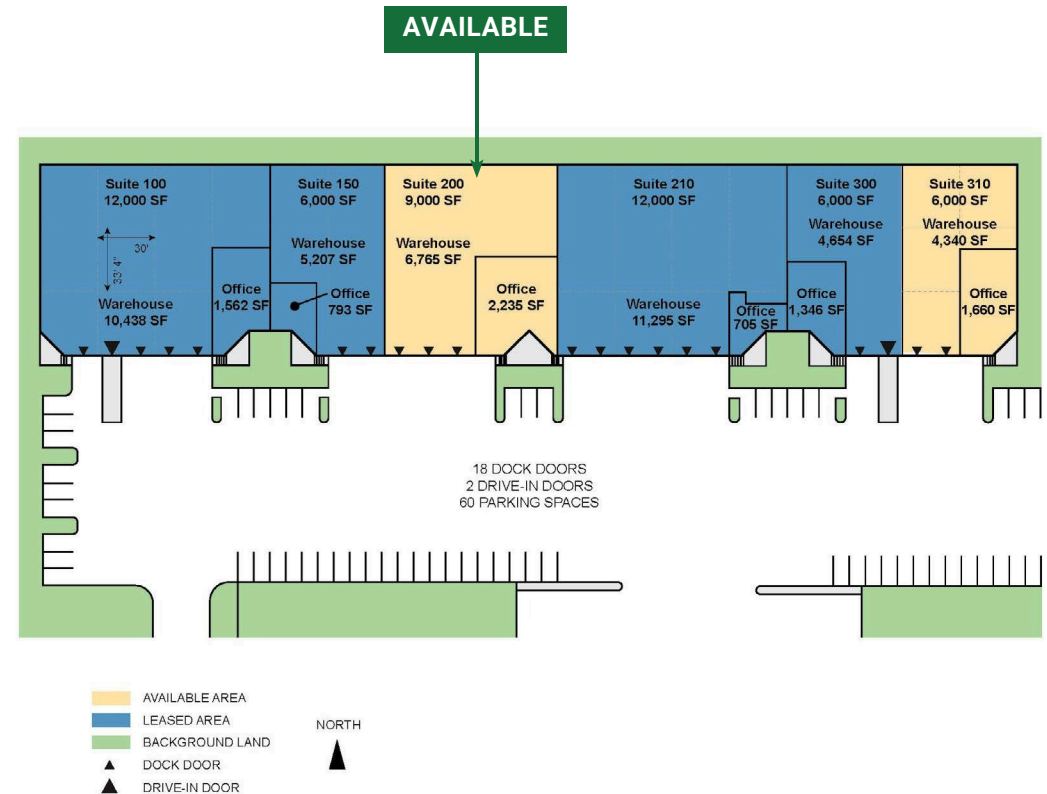 AVAILABLE
Suite 100
12,000 SF
30'
33' 4"
Warehouse
10,438 SF
Office
1,562 SF
Suite 150
6,000 SF
Warehouse
5,207 SF
Office
793 SF
Suite 200
9,000 SF
Warehouse
6,765 SF
Office
2,235 SF
Suite 210
12,000 SF
Warehouse
11,295 SF
Office
705 SF
Suite 300
6,000 SF
Warehouse
4,654 SF
Office
1,346 SF
Suite 310
6,000 SF
Warehouse
4,340 SF
Office
1,660 SF
18 DOCK DOORS
2 DRIVE-IN DOORS
60 PARKING SPACES
AVAILABLE AREA
LEASED AREA
BACKGROUND LAND
DOCK DOOR
DRIVE-IN DOOR
NORTH